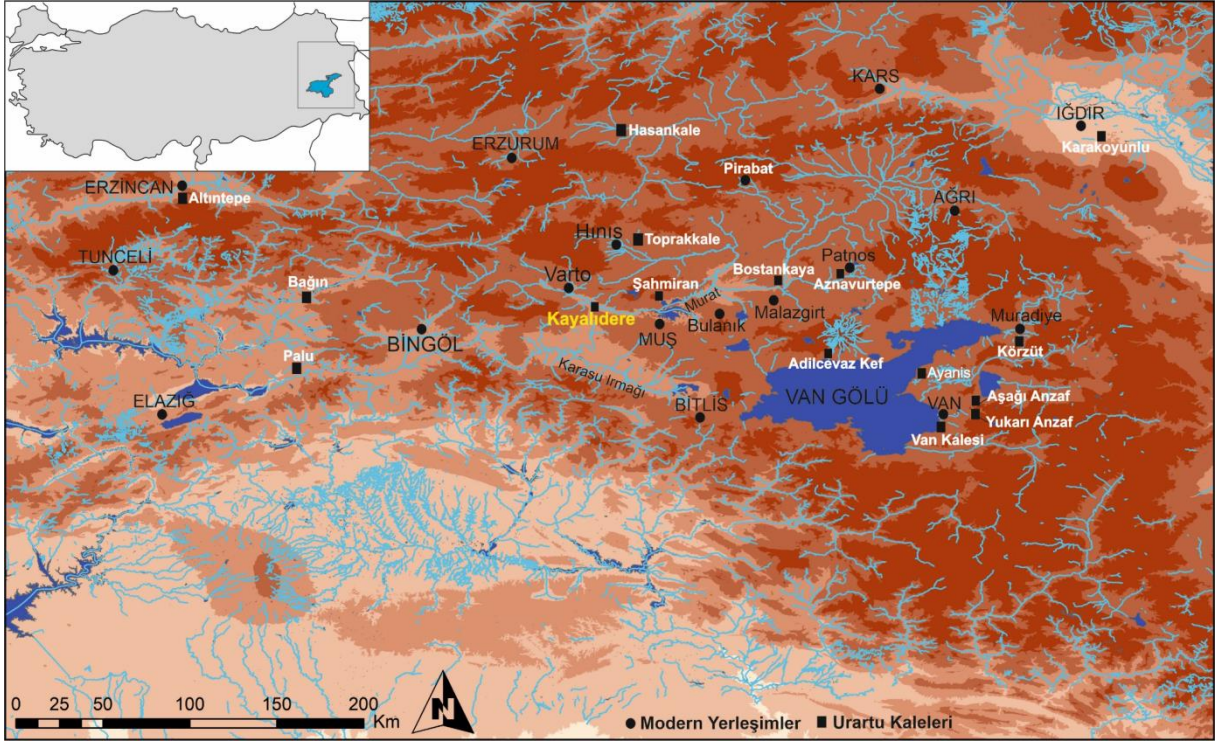 KARS
IĞDIR
Hasankale
Karakoyunlu
ERZURUM
Pirabat
ERZİNCAN
Altıntepe
AĞRI
Hınıs
Toprakkale
TUNCELİ
Patnos
Varto
Bostankaya
Aznavurtepe
Bağın
Şahmiran
Murat
Malazgirt
Kayalıdere
Bulanık
Muradiye
MUŞ
BİNGÖL
Körzüt
Adilcevaz Kef
Palu
Karasu Irmağı
Ayanis
ELAZIĞ
VAN GÖLÜ
Aşağı Anzaf
BİTLİS
VAN
Yukarı Anzaf
Van Kalesi
0 25 50 100 150 200
Km
N
Modern Yerleşimler
Urartu Kaleleri